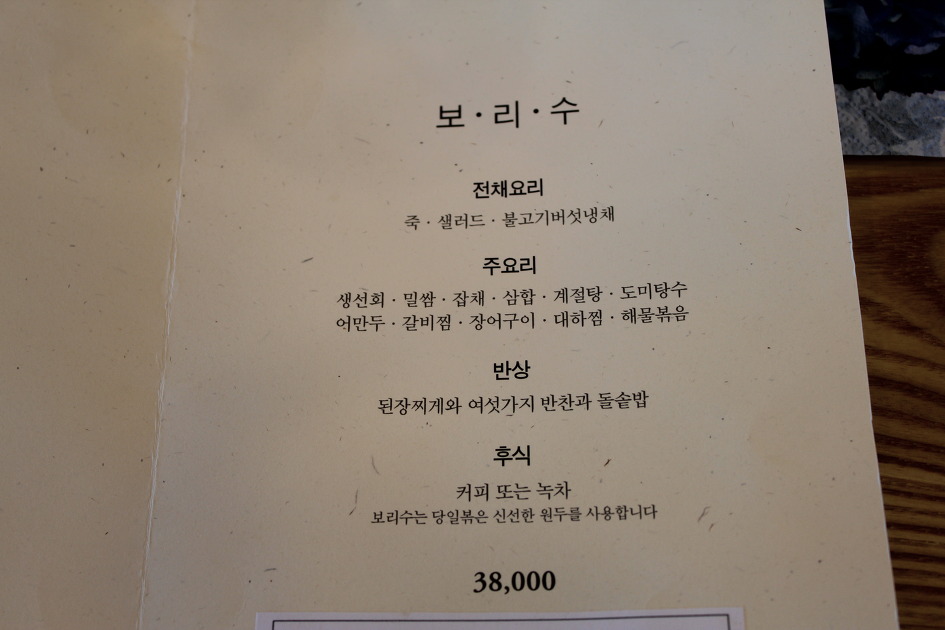 보·리·수
전채요리
죽 · 샐러드 · 불고기버섯냉채
주요리
생선회 · 밀쌈 · 잡채 · 삼합 · 계절탕 · 도미탕수
어만두 · 갈비찜 · 장어구이 · 대하찜 · 해물볶음
반상
된장찌게와 여섯가지 반찬과 돌솥밥
후식
커피 또는 녹차
보리수는 당일볶은 신선한 원두를 사용합니다
38,000